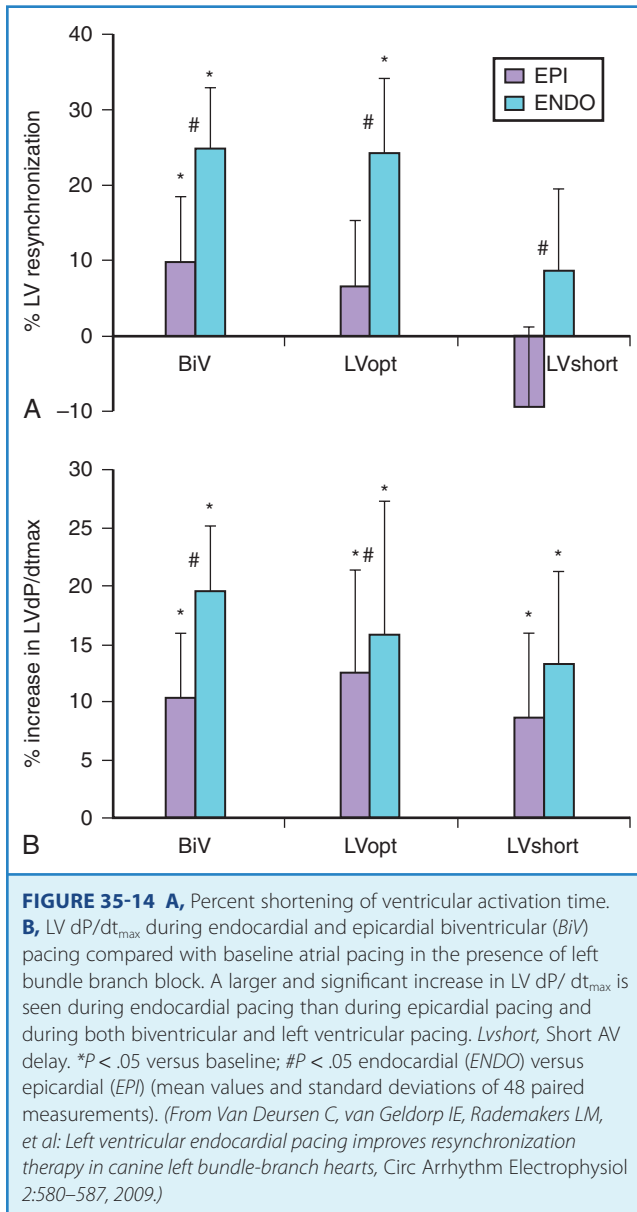 40
*
*
EPI
ENDO
30
#
#
% LV resynchronization
20
*
#
10
0
BiV
LVopt
LVshort
A
–10
30
*
*
25
*
#
* #
*
20
*
*
% increase in LVdP/dtmax
15
10
5
0
B
BiV
LVopt
LVshort
FIGURE 35-14 A, Percent shortening of ventricular activation time.
B, LV dP/dtmax during endocardial and epicardial biventricular (BiV)
pacing compared with baseline atrial pacing in the presence of left
bundle branch block. A larger and significant increase in LV dP/ dtmax is
seen during endocardial pacing than during epicardial pacing and
during both biventricular and left ventricular pacing. Lvshort, Short AV
delay. *P < .05 versus baseline; #P < .05 endocardial (ENDO) versus
epicardial (EPI) (mean values and standard deviations of 48 paired
measurements). (From Van Deursen C, van Geldorp IE, Rademakers LM,
et al: Left ventricular endocardial pacing improves resynchronization
therapy in canine left bundle-branch hearts, Circ Arrhythm Electrophysiol
2:580–587, 2009.)